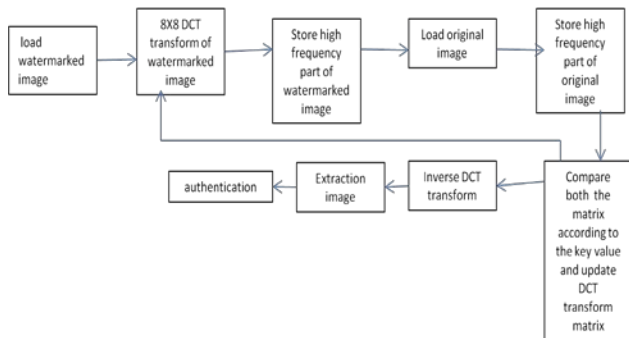 load
watermarked
image
8X8 DCT
transform of
watermarked
image
Store high
frequency
part of
watermarked
image
Load original
image
Store high
frequency
part of
original
image
Compare
both the
matrix
according to
the key value
and update
DCT
transform
matrix
Inverse DCT
transform
Extraction
image
authentication